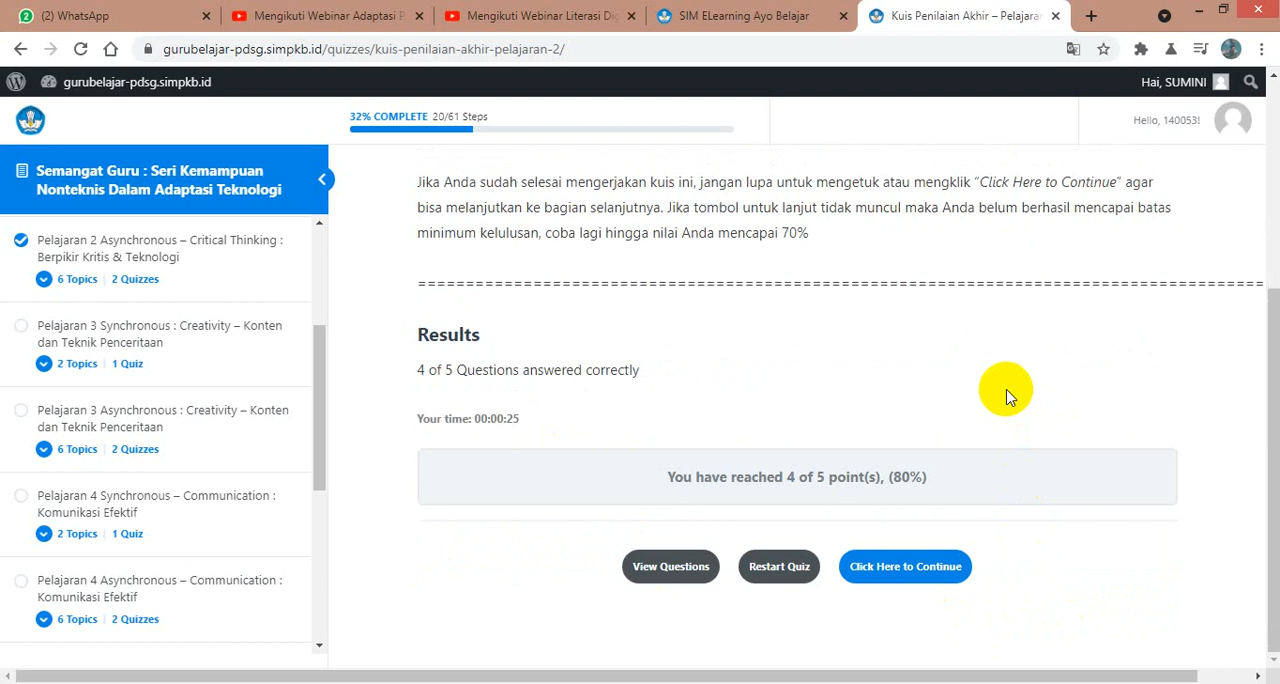 (2) WhatsApp
Mengikuti Webinar Adaptasi P
Mengikuti Webinar Literasi Dig
SIM ELearning Ayo Belajar
Kuis Penilaian Akhir – Pelajaran
gurubelajar-pdsg.simpkb.id/quizzes/kuis-penilaian-akhir-pelajaran-2/
gurubelajar-pdsg.simpkb.id
Hai, SUMINI
32% COMPLETE 20/61 Steps
Hello, 140053!
Semangat Guru : Seri Kemampuan
Nonteknis Dalam Adaptasi Teknologi
Pelajaran 2 Asynchronous – Critical Thinking :
Berpikir Kritis & Teknologi
6 Topics | 2 Quizzes
Pelajaran 3 Synchronous : Creativity – Konten
dan Teknik Penceritaan
2 Topics | 1 Quiz
Pelajaran 3 Asynchronous : Creativity – Konten
dan Teknik Penceritaan
6 Topics | 2 Quizzes
Pelajaran 4 Synchronous – Communication :
Komunikasi Efektif
2 Topics | 1 Quiz
Pelajaran 4 Asynchronous – Communication :
Komunikasi Efektif
6 Topics | 2 Quizzes
Jika Anda sudah selesai mengerjakan kuis ini, jangan lupa untuk mengetuk atau mengklik “Click Here to Continue” agar
bisa melanjutkan ke bagian selanjutnya. Jika tombol untuk lanjut tidak muncul maka Anda belum berhasil mencapai batas
minimum kelulusan, coba lagi hingga nilai Anda mencapai 70%
Results
4 of 5 Questions answered correctly
Your time: 00:00:25
You have reached 4 of 5 point(s), (80%)
View Questions
Restart Quiz
Click Here to Continue